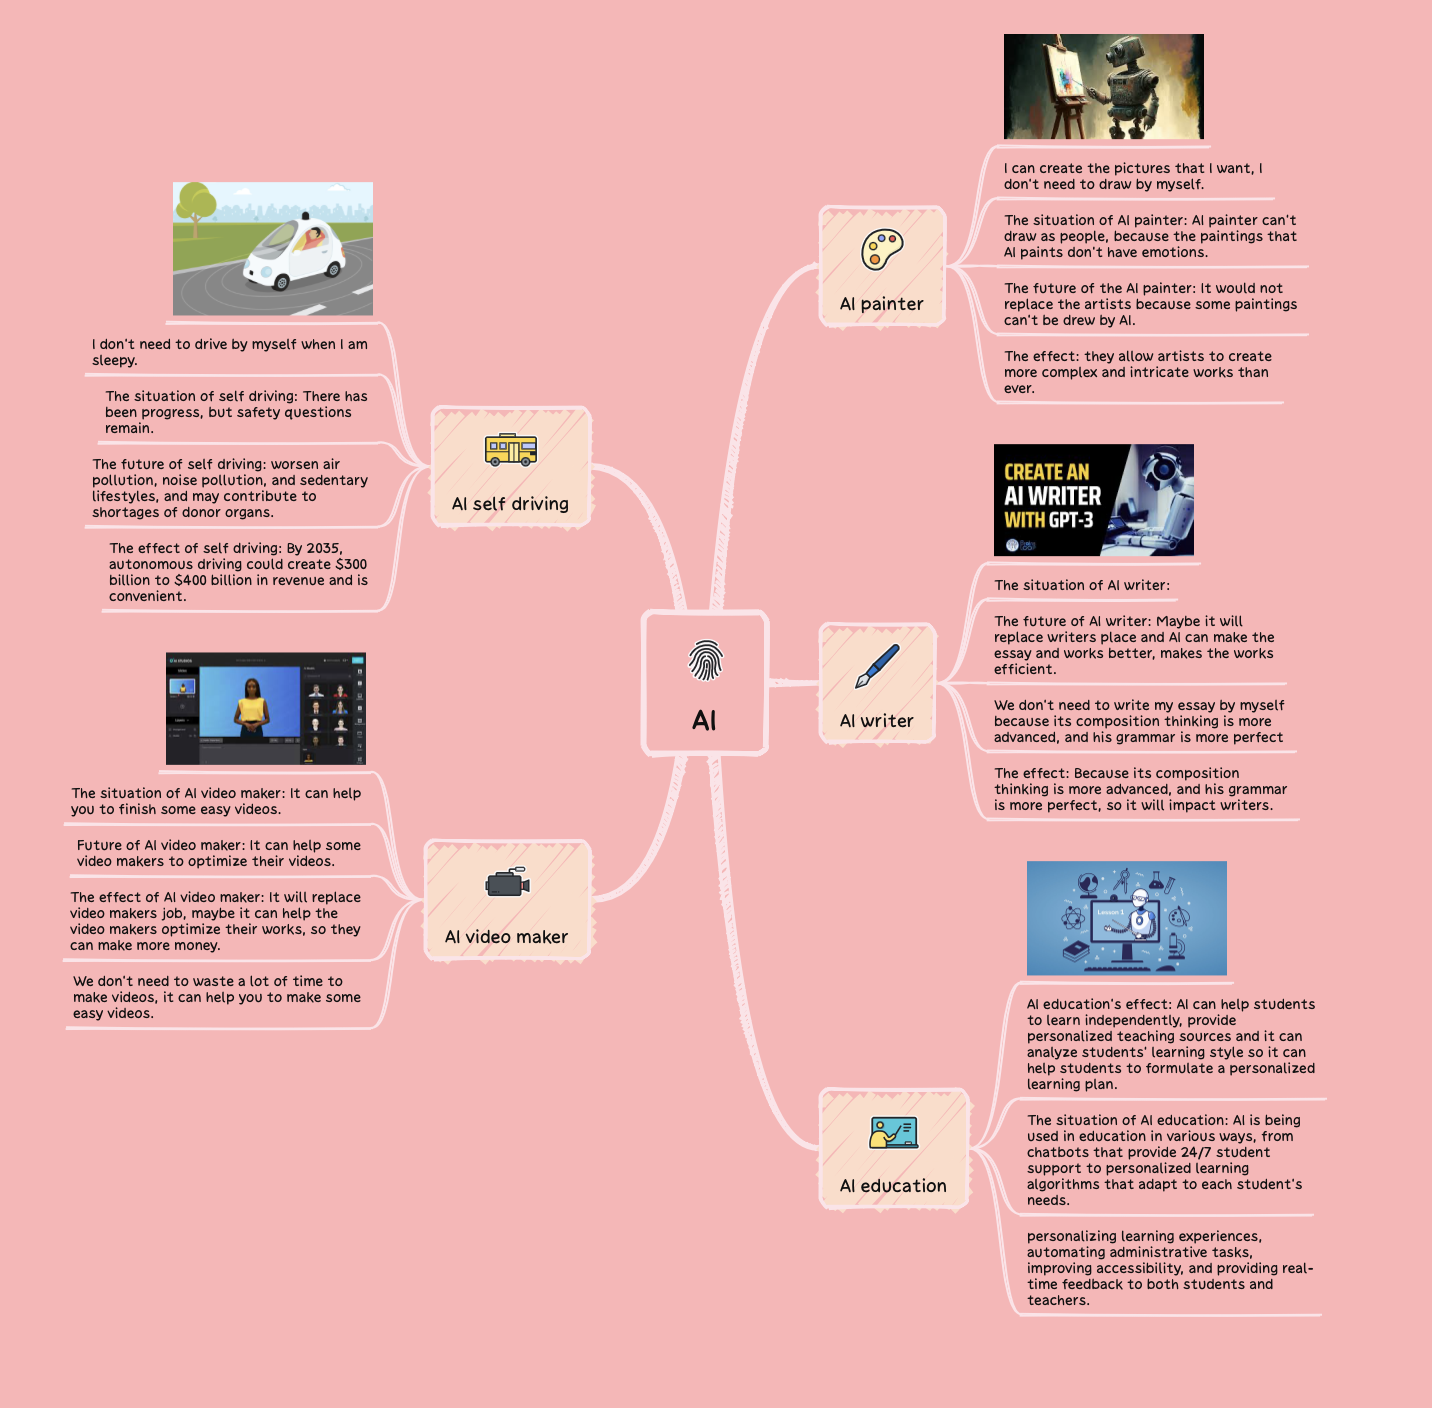 AI
AI painter
I can create the pictures that I want, I
don't need to draw by myself.
The situation of AI painter: AI painter can't
draw as people, because the paintings that
AI paints don't have emotions.
The future of the AI painter: It would not
replace the artists because some paintings
can't be drew by AI.
The effect: they allow artists to create
more complex and intricate works than
ever.
AI writer
CREATE AN
AI WRITER
WITH GPT-3
The situation of AI writer:
The future of AI writer: Maybe it will
replace writers place and AI can make the
essay and works better, makes the works
efficient.
We don't need to write my essay by myself
because its composition thinking is more
advanced, and his grammar is more perfect
The effect: Because its composition
thinking is more advanced, and his grammar
is more perfect, so it will impact writers.
AI education
Lesson 1
AI education's effect: AI can help students
to learn independently, provide
personalized teaching sources and it can
analyze students' learning style so it can
help students to formulate a personalized
learning plan.
The situation of AI education: AI is being
used in education in various ways, from
chatbots that provide 24/7 student
support to personalized learning
algorithms that adapt to each student's
needs.
personalizing learning experiences,
automating administrative tasks,
improving accessibility, and providing real-
time feedback to both students and
teachers.
AI self driving
I don't need to drive by myself when I am
sleepy.
The situation of self driving: There has
been progress, but safety questions
remain.
The future of self driving: worsen air
pollution, noise pollution, and sedentary
lifestyles, and may contribute to
shortages of donor organs.
The effect of self driving: By 2035,
autonomous driving could create $300
billion to $400 billion in revenue and is
convenient.
AI video maker
The situation of AI video maker: It can help
you to finish some easy videos.
Future of AI video maker: It can help some
video makers to optimize their videos.
The effect of AI video maker: It will replace
video makers job, maybe it can help the
video makers optimize their works, so they
can make more money.
We don't need to waste a lot of time to
make videos, it can help you to make some
easy videos.